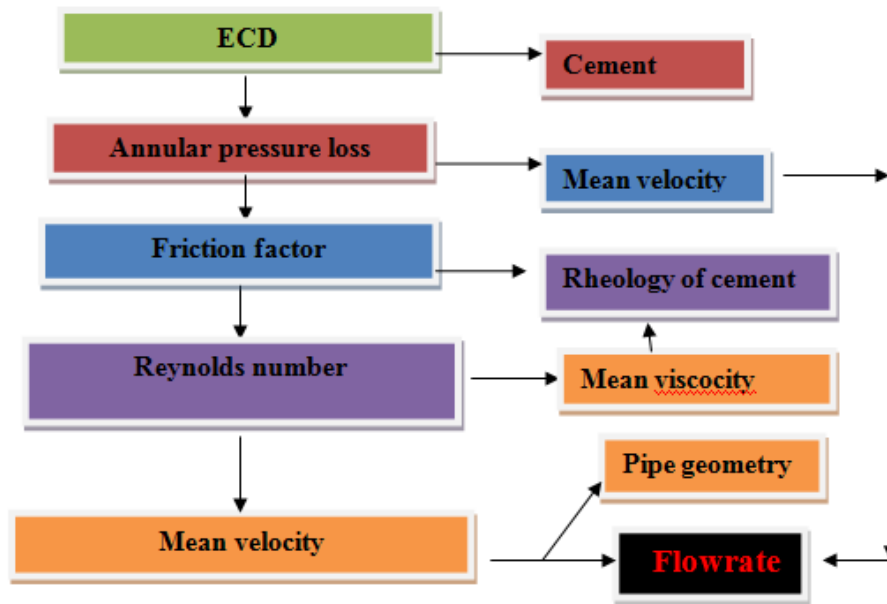 ECD
Cement
Annular pressure loss
Mean velocity
Friction factor
Rheology of cement
Reynolds number
Mean viscocity
Pipe geometry
Mean velocity
Flowrate